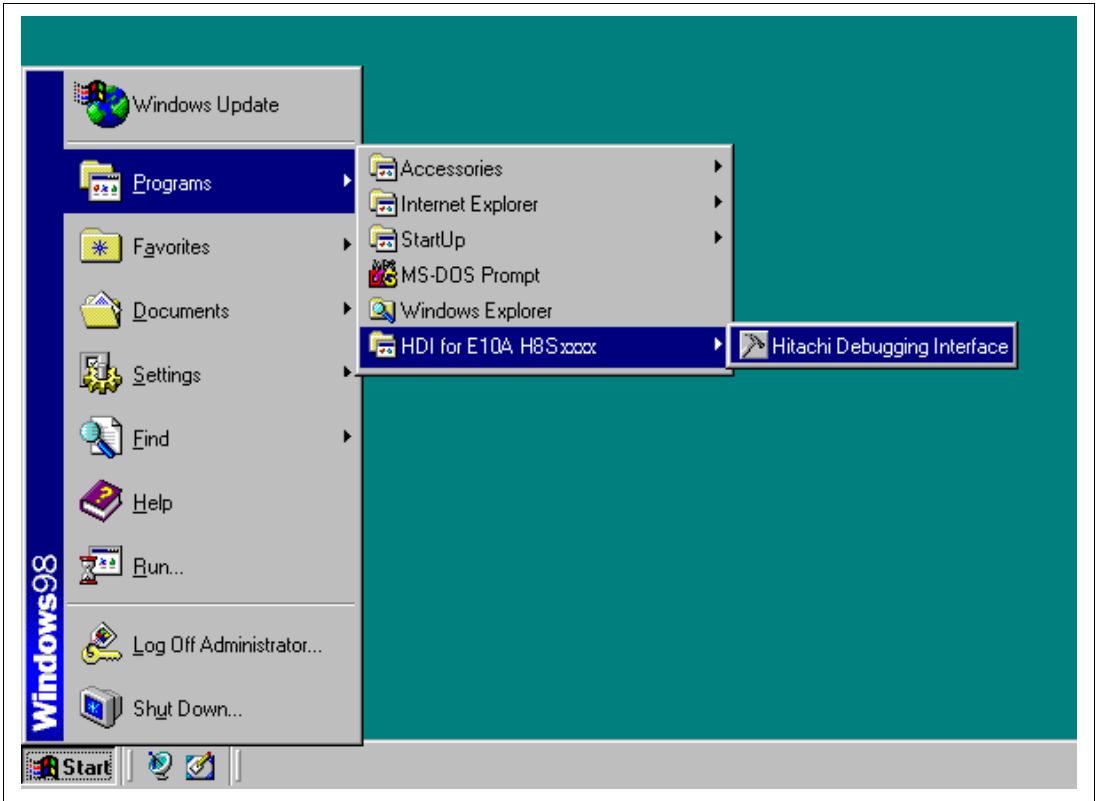 Windows Update
Programs
Favorites
Documents
Settings
Find
Help
Run...
Log Off Administrator...
Shut Down...
Windows98
Accessories
Internet Explorer
StartUp
MS-DOS Prompt
Windows Explorer
HDI for E10A H8Sxxxx
Hitachi Debugging Interface
Start